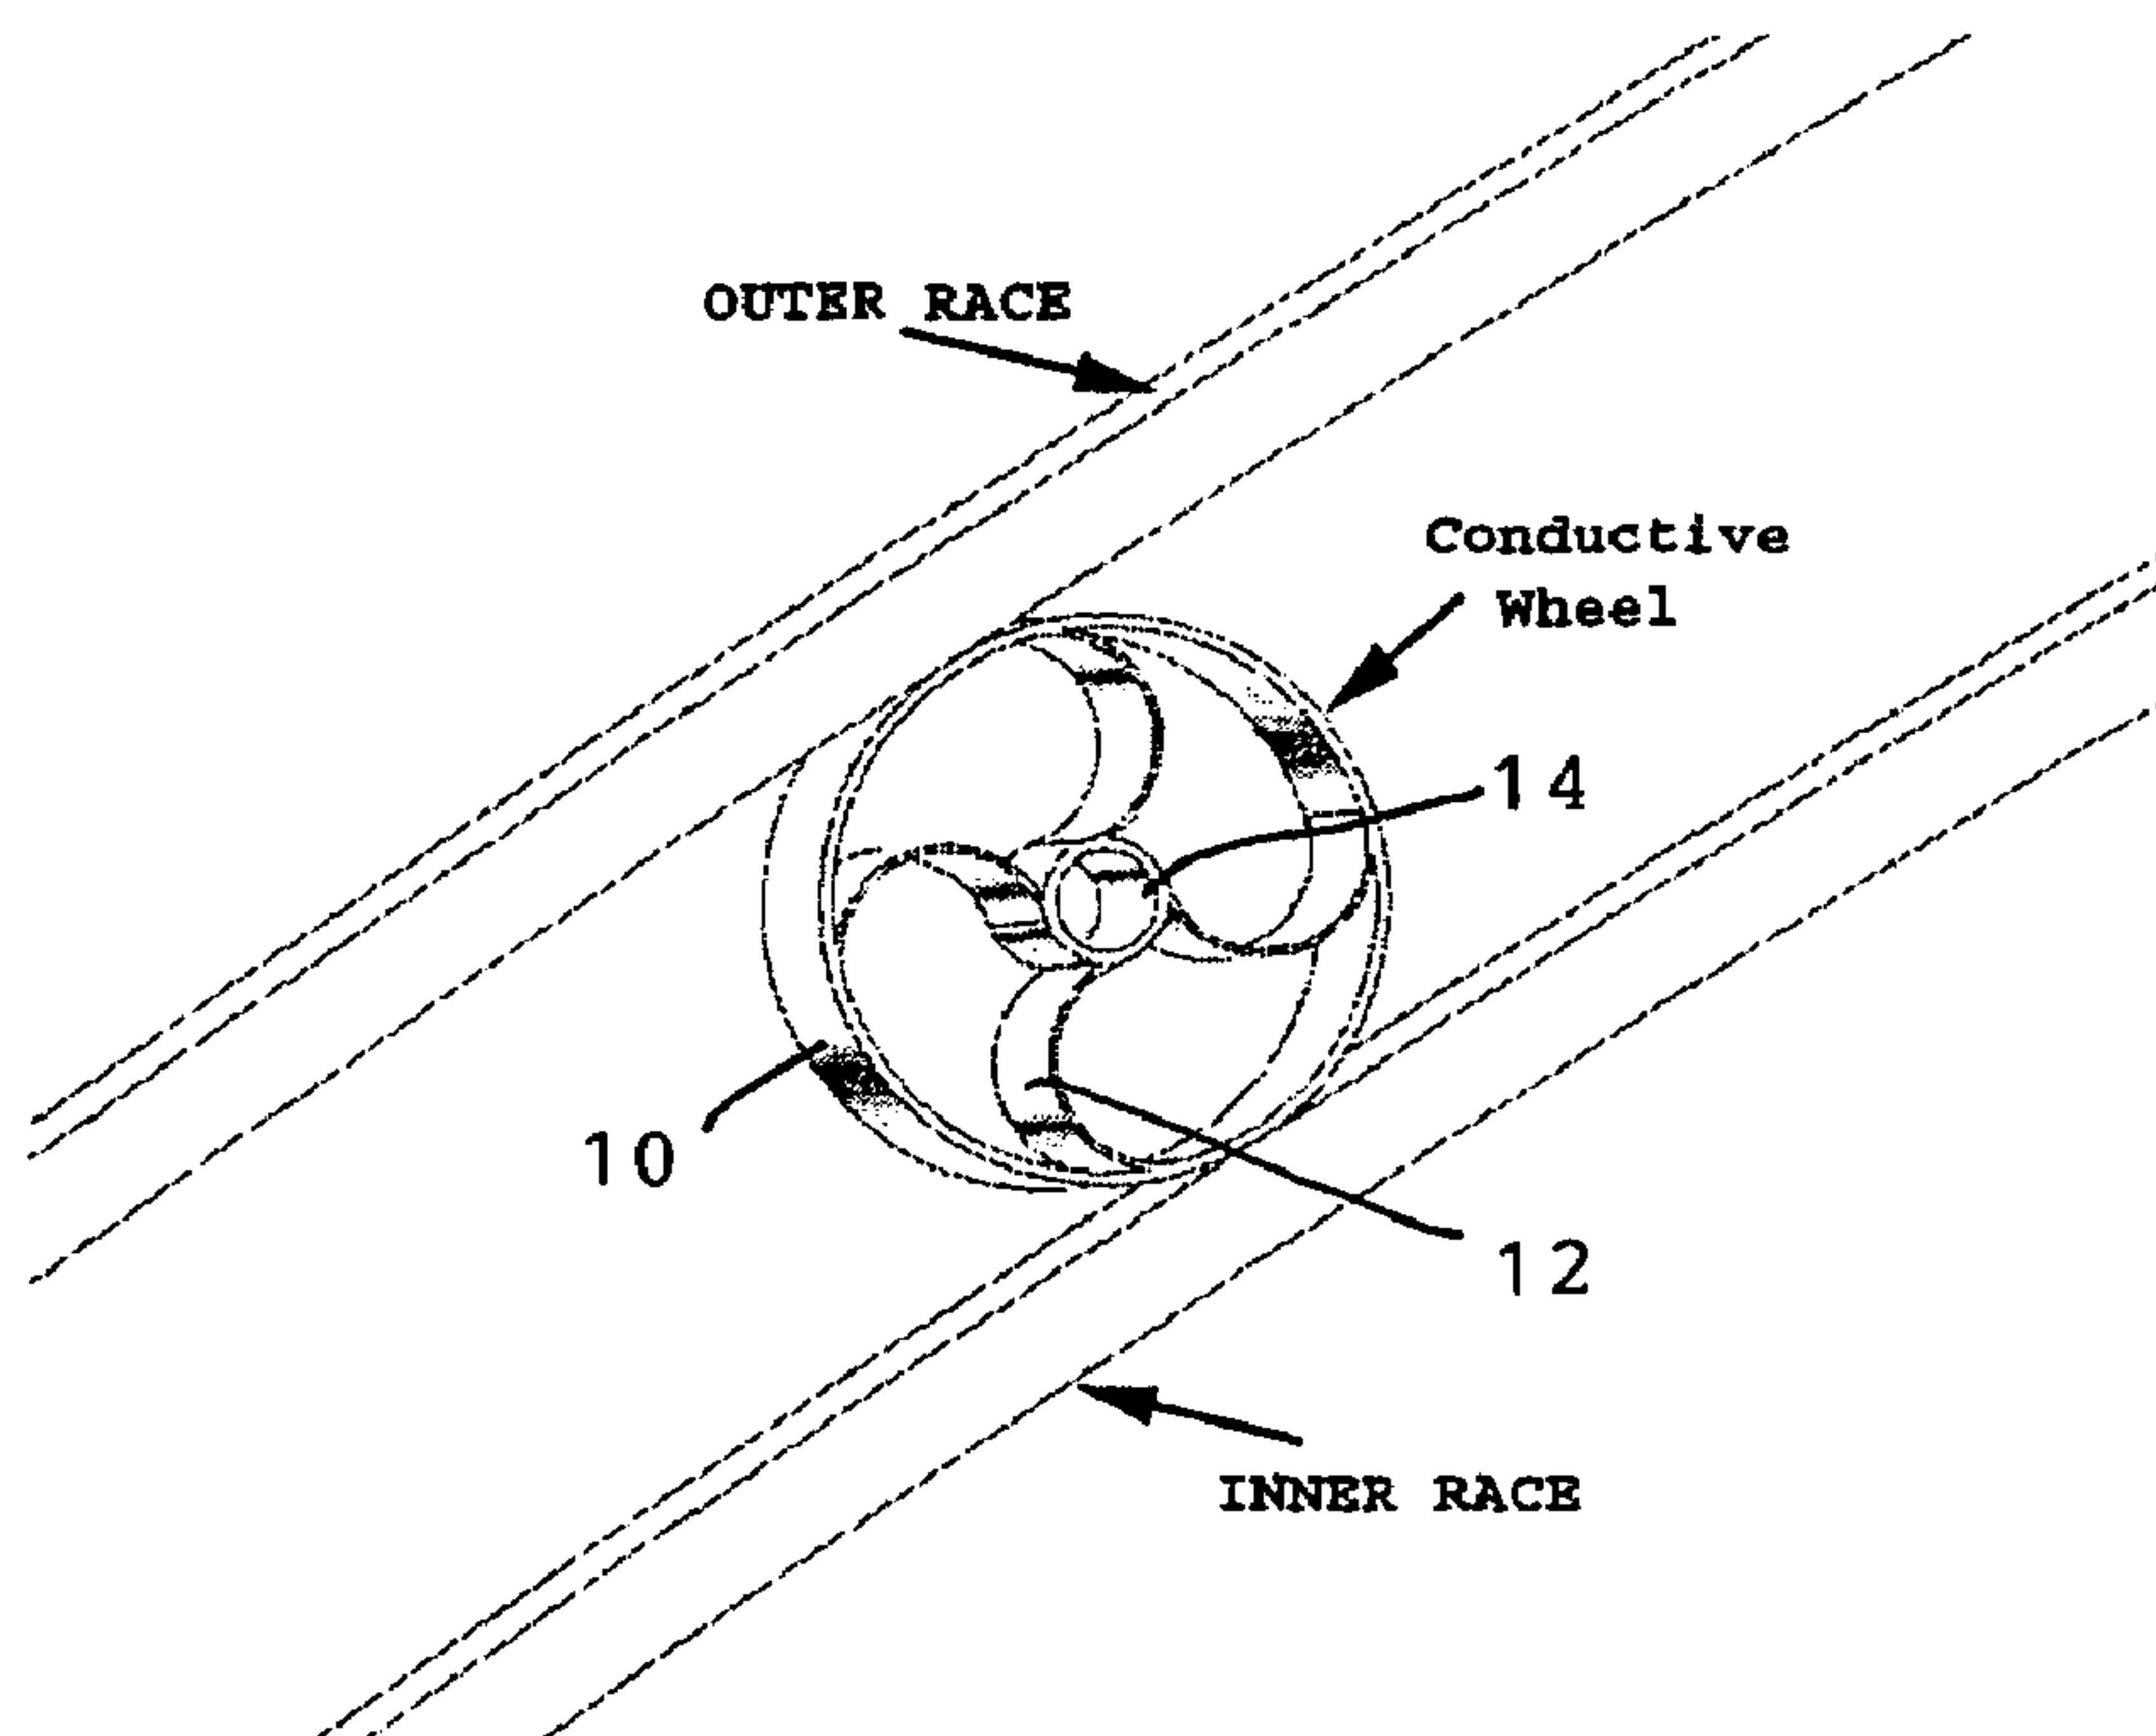 OUTER RACE
Conductive
Wheel
14
10
12
INNER RACE